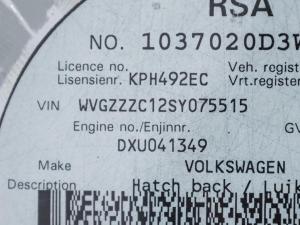 RSA
NO. 1037020D3W
Licence no. Veh. regist
Lisensienr. KPH492EC Vrt.register
VIN WVGZZZC12SY075515
Engine no./Enjinnr. GV
DXU041349
Make VOLKSWAGEN
Description Hatch back / Luik